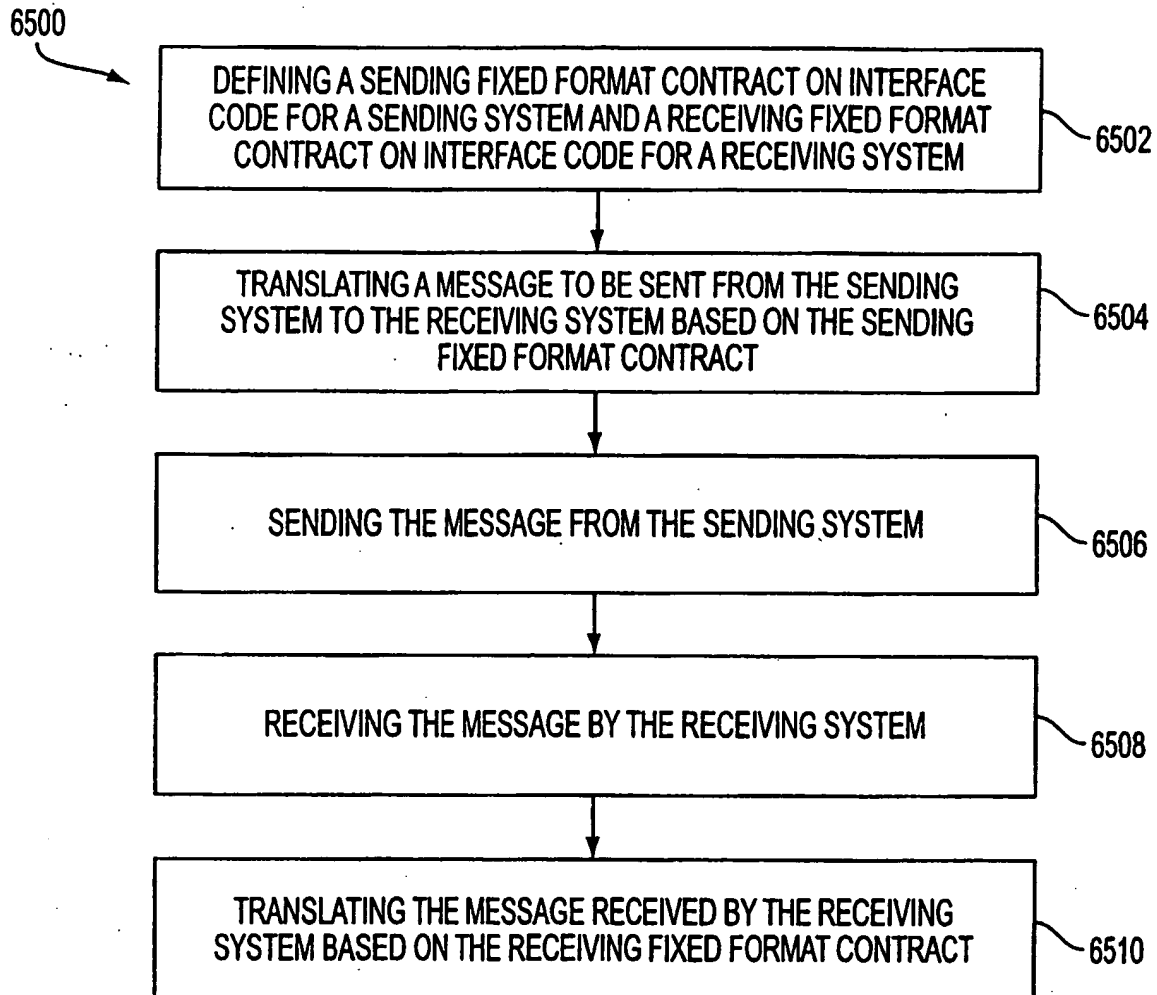 6500
DEFINING A SENDING FIXED FORMAT CONTRACT ON INTERFACE
CODE FOR A SENDING SYSTEM AND A RECEIVING FIXED FORMAT
CONTRACT ON INTERFACE CODE FOR A RECEIVING SYSTEM
6502
TRANSLATING A MESSAGE TO BE SENT FROM THE SENDING
SYSTEM TO THE RECEIVING SYSTEM BASED ON THE SENDING
FIXED FORMAT CONTRACT
6504
SENDING THE MESSAGE FROM THE SENDING SYSTEM
6506
RECEIVING THE MESSAGE BY THE RECEIVING SYSTEM
6508
TRANSLATING THE MESSAGE RECEIVED BY THE RECEIVING
SYSTEM BASED ON THE RECEIVING FIXED FORMAT CONTRACT
6510